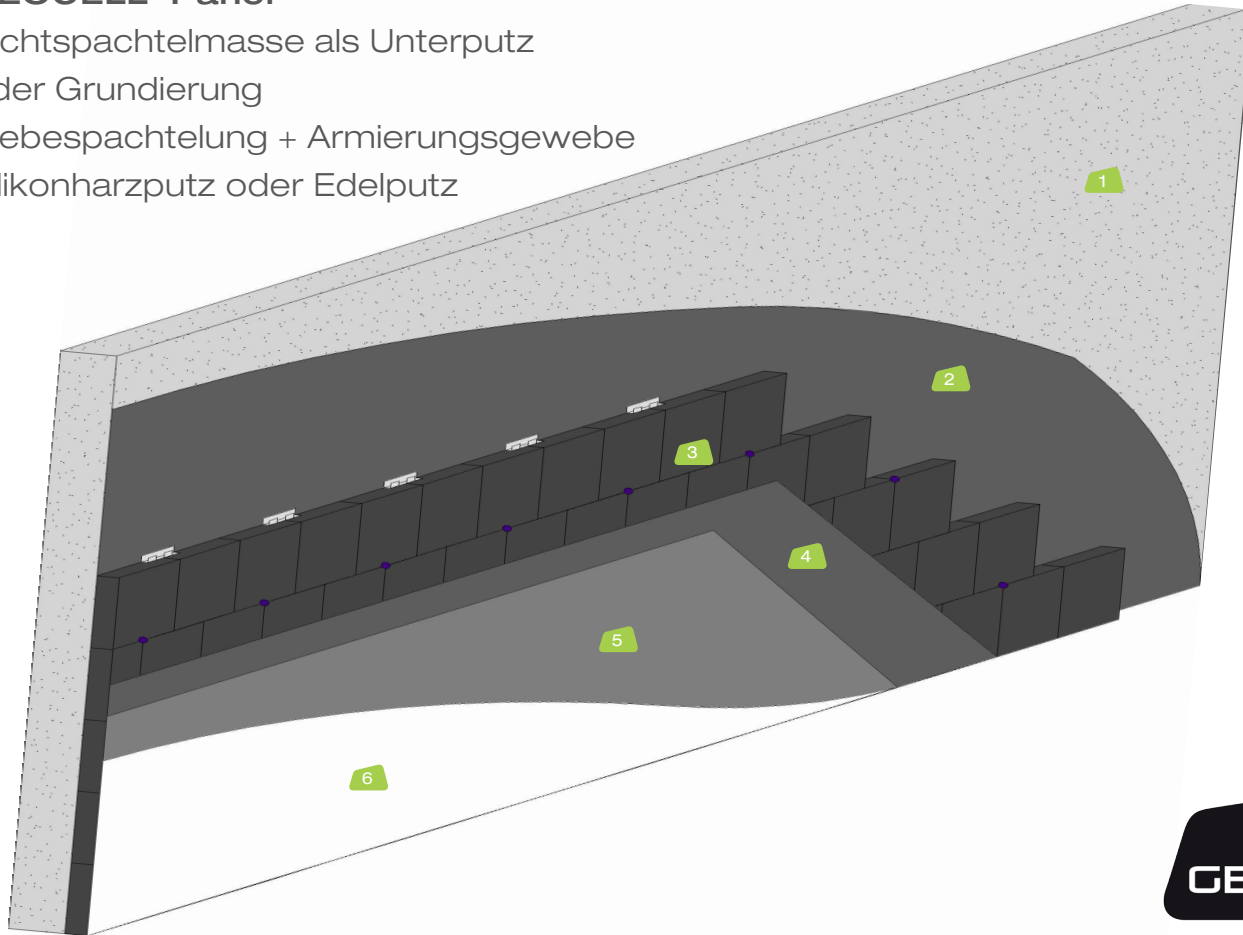 chtspachtelmasse als Unterputz
der Grundierung
ebespachtelung + Armierungsgewebe
likonharzputz oder Edelputz
1
2
3
4
5
6
GE